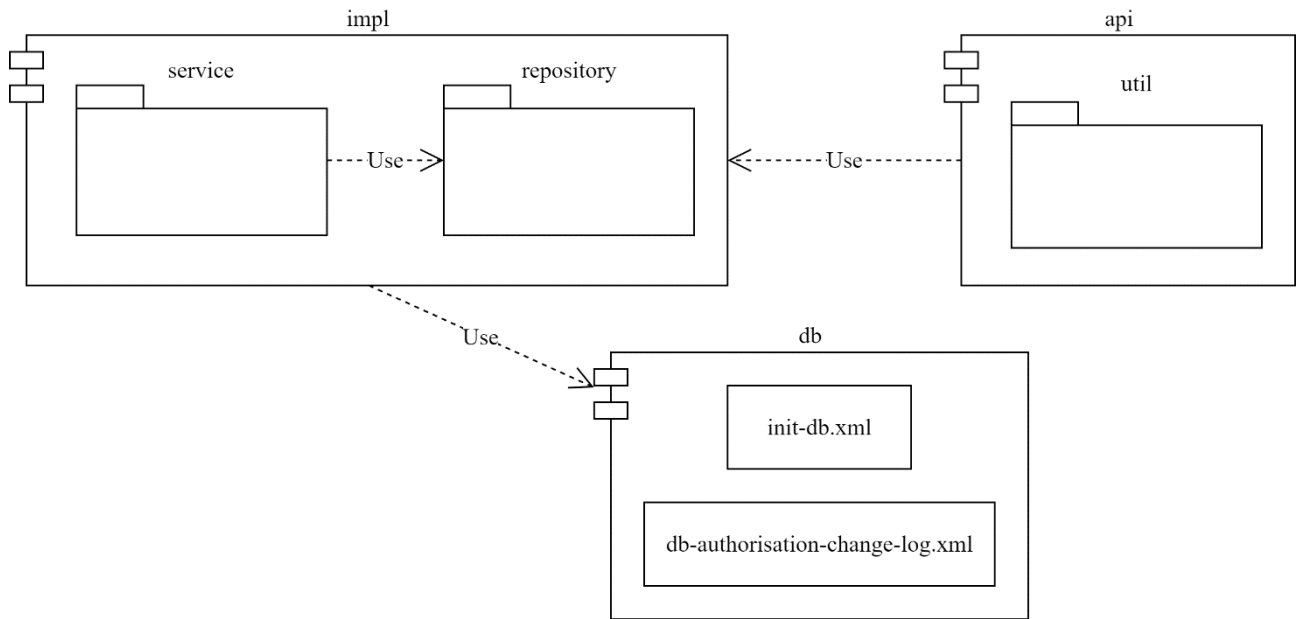 impl
api
service
repository
util
Use
Use
Use
db
init-db.xml
db-authorisation-change-log.xml